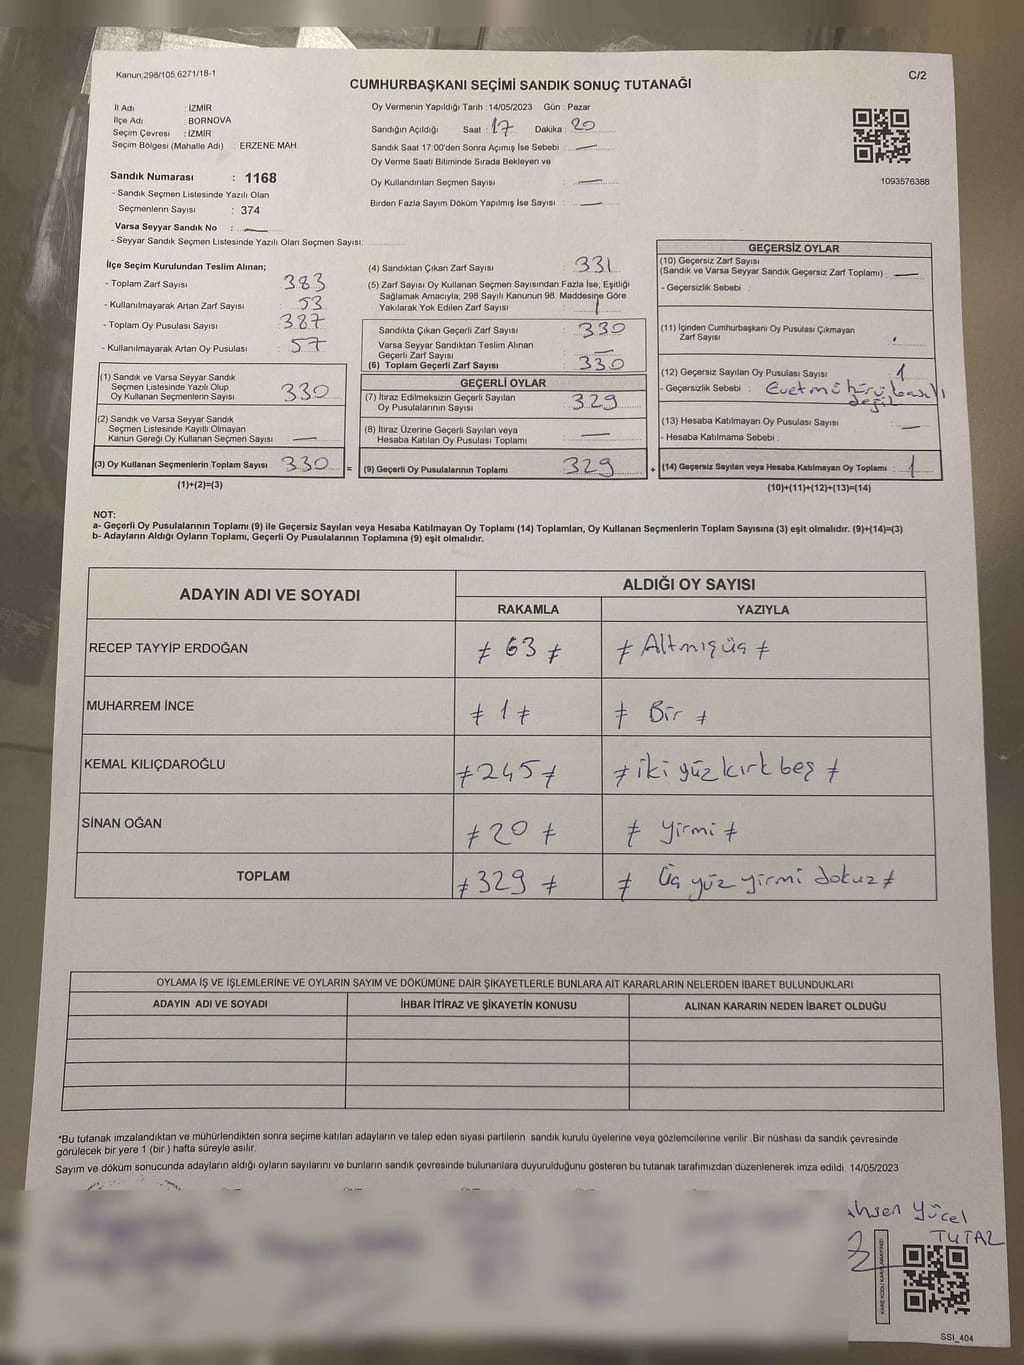 Kanun;298/105,6271/18-1
C/2
CUMHURBAŞKANI SEÇİMİ SANDIK SONUÇ TUTANAĞI
İl Adı : İZMİR
İlçe Adı : BORNOVA
Seçim Çevresi : İZMİR
Seçim Bölgesi (Mahalle Adı) : ERZENE MAH.
Oy Vermenin Yapıldığı Tarih : 14/05/2023 Gün : Pazar
Sandığın Açıldığı Saat : 17 Dakika : 20
Sandık Saat 17:00'den Sonra Açımış İse Sebebi : —
Oy Verme Saati Bitiminde Sırada Bekleyen ve
Oy Kullandırılan Seçmen Sayısı : —
Birden Fazla Sayım Döküm Yapılmış İse Sayısı : —
1093576388
Sandık Numarası : 1168
- Sandık Seçmen Listesinde Yazılı Olan
Seçmenlerin Sayısı : 374
Varsa Seyyar Sandık No : —
- Seyyar Sandık Seçmen Listesinde Yazılı Olan Seçmen Sayısı:
İlçe Seçim Kurulundan Teslim Alınan;
- Toplam Zarf Sayısı : 383
- Kullanılmayarak Artan Zarf Sayısı : 53
- Toplam Oy Pusulası Sayısı : 387
- Kullanılmayarak Artan Oy Pusulası : 57
(1) Sandık ve Varsa Seyyar Sandık
Seçmen Listesinde Yazılı Olup
Oy Kullanan Seçmenlerin Sayısı : 330
(2) Sandık ve Varsa Seyyar Sandık
Seçmen Listesinde Kayıtlı Olmayan
Kanun Gereği Oy Kullanan Seçmen Sayısı : —
(3) Oy Kullanan Seçmenlerin Toplam Sayısı : 330
(1)+(2)=(3)
(4) Sandıktan Çıkan Zarf Sayısı : 331
(5) Zarf Sayısı Oy Kullanan Seçmen Sayısından Fazla İse, Eşitliği
Sağlamak Amacıyla; 298 Sayılı Kanunun 98. Maddesine Göre
Yakılarak Yok Edilen Zarf Sayısı : 1
Sandıkta Çıkan Geçerli Zarf Sayısı : 330
Varsa Seyyar Sandıktan Teslim Alınan
Geçerli Zarf Sayısı : —
(6) Toplam Geçerli Zarf Sayısı : 330
GEÇERLİ OYLAR
(7) İtiraz Edilmeksizin Geçerli Sayılan
Oy Pusulalarının Sayısı : 329
(8) İtiraz Üzerine Geçerli Sayılan veya
Hesaba Katılan Oy Pusulası Toplamı : —
= (9) Geçerli Oy Pusulalarının Toplamı : 329
GEÇERSİZ OYLAR
(10) Geçersiz Zarf Sayısı
(Sandık ve Varsa Seyyar Sandık Geçersiz Zarf Toplamı) : —
- Geçersizlik Sebebi :
(11) İçinden Cumhurbaşkanı Oy Pusulası Çıkmayan
Zarf Sayısı :
(12) Geçersiz Sayılan Oy Pusulası Sayısı : 1
- Geçersizlik Sebebi : Evet mühürü basılı
değil
(13) Hesaba Katılmayan Oy Pusulası Sayısı : —
- Hesaba Katılmama Sebebi :
+ (14) Geçersiz Sayılan veya Hesaba Katılmayan Oy Toplamı : 1
(10)+(11)+(12)+(13)=(14)
NOT:
a- Geçerli Oy Pusulalarının Toplamı (9) ile Geçersiz Sayılan veya Hesaba Katılmayan Oy Toplamı (14) Toplamları, Oy Kullanan Seçmenlerin Toplam Sayısına (3) eşit olmalıdır. (9)+(14)=(3)
b- Adayların Aldığı Oyların Toplamı, Geçerli Oy Pusulalarının Toplamına (9) eşit olmalıdır.
ADAYIN ADI VE SOYADI
ALDIĞI OY SAYISI
RAKAMLA YAZIYLA
RECEP TAYYİP ERDOĞAN ≠ 63 ≠ ≠ Altmışüç ≠
MUHARREM İNCE ≠ 1 ≠ ≠ Bir ≠
KEMAL KILIÇDAROĞLU ≠ 245 ≠ ≠ iki yüz kırk beş ≠
SİNAN OĞAN ≠ 20 ≠ ≠ yirmi ≠
TOPLAM ≠ 329 ≠ ≠ Üç yüz yirmi dokuz ≠
OYLAMA İŞ VE İŞLEMLERİNE VE OYLARIN SAYIM VE DÖKÜMÜNE DAİR ŞİKAYETLERLE BUNLARA AİT KARARLARIN NELERDEN İBARET BULUNDUKLARI
ADAYIN ADI VE SOYADI İHBAR İTİRAZ VE ŞİKAYETİN KONUSU ALINAN KARARIN NEDEN İBARET OLDUĞU
*Bu tutanak imzalandıktan ve mühürlendikten sonra seçime katılan adayların ve talep eden siyasi partilerin sandık kurulu üyelerine veya gözlemcilerine verilir .Bir nüshası da sandık çevresinde
görülecek bir yere 1 (bir ) hafta süreyle asılır.
Sayım ve döküm sonucunda adayların aldığı oyların sayılarını ve bunların sandık çevresinde bulunanlara duyurulduğunu gösteren bu tutanak tarafımızdan düzenlenerek imza edildi. 14/05/2023
Yücel
TUTAL
SSI_404